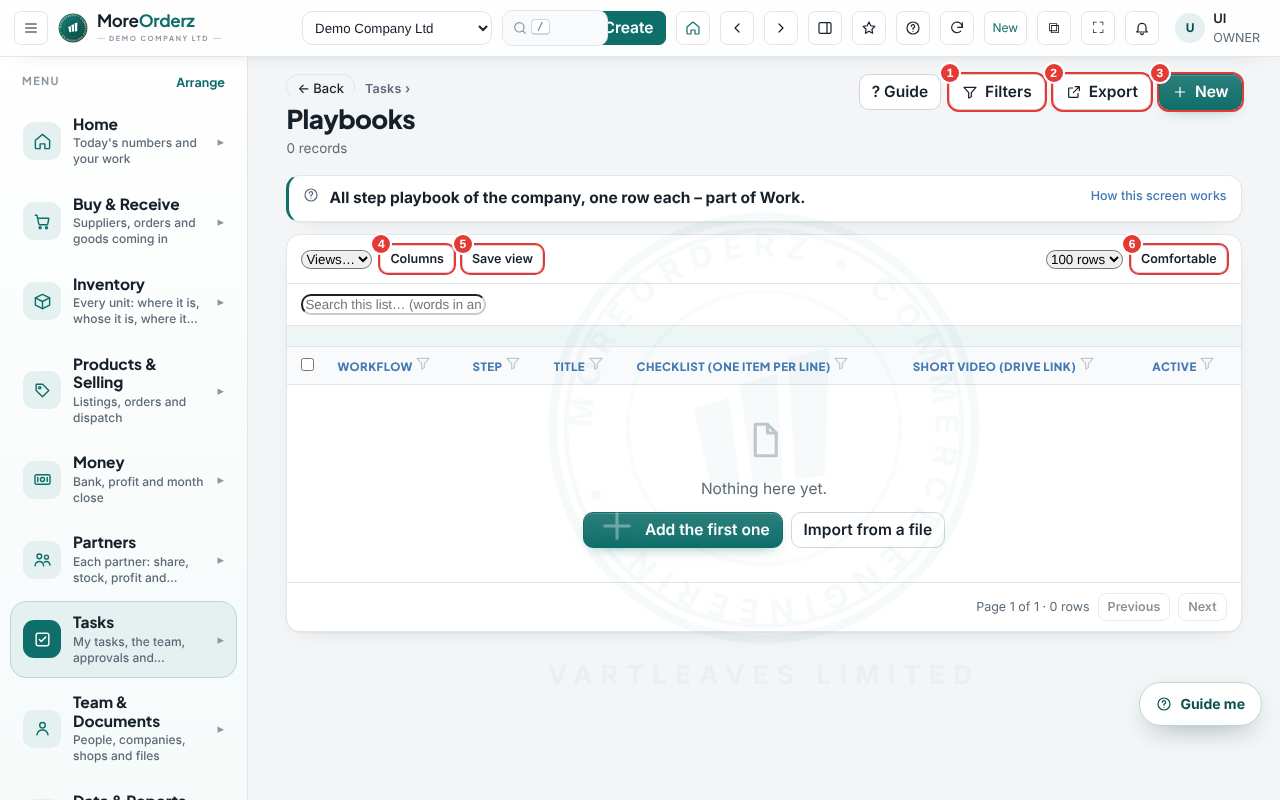 MoreOrderz
— DEMO COMPANY LTD —
Demo Company Ltd
/
Create
New
U
UI
OWNER
MENU
Arrange
Home
Today's numbers and
your work
Buy & Receive
Suppliers, orders and
goods coming in
Inventory
Every unit: where it is,
whose it is, where it...
Products &
Selling
Listings, orders and
dispatch
Money
Bank, profit and month
close
Partners
Each partner: share,
stock, profit and...
Tasks
My tasks, the team,
approvals and...
Team &
Documents
People, companies,
shops and files
← Back
Tasks ›
? Guide
1
Filters
2
Export
3
+ New
Playbooks
0 records
All step playbook of the company, one row each – part of Work.
How this screen works
Views...
4
Columns
5
Save view
100 rows
6
Comfortable
Search this list... (words in an
WORKFLOW
STEP
TITLE
CHECKLIST (ONE ITEM PER LINE)
SHORT VIDEO (DRIVE LINK)
ACTIVE
Nothing here yet.
Add the first one
Import from a file
Page 1 of 1 · 0 rows
Previous
Next
MOREORDERZ • COMMERCE ENGINEERING •
VARTLEAVES LIMITED
Guide me